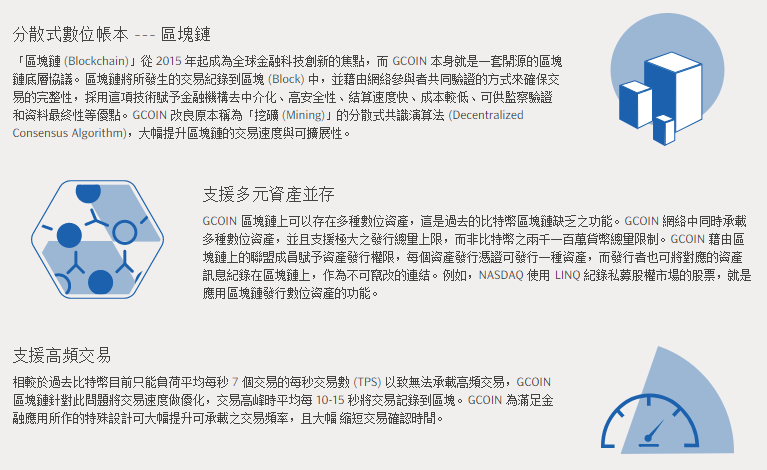 分散式數位帳本 --- 區塊鏈
「區塊鏈 (Blockchain)」從 2015 年起成為全球金融科技創新的焦點，而 GCOIN 本身就是一套開源的區塊
鏈底層協議。區塊鏈將所發生的交易紀錄到區塊 (Block) 中，並藉由網絡參與者共同驗證的方式來確保交
易的完整性，採用這項技術賦予金融機構去中介化、高安全性、結算速度快、成本較低、可供監察驗證
和資料最終性等優點。GCOIN 改良原本稱為「挖礦 (Mining)」的分散式共識演算法 (Decentralized
Consensus Algorithm)，大幅提升區塊鏈的交易速度與可擴展性。
支援多元資產並存
GCOIN 區塊鏈上可以存在多種數位資產，這是過去的比特幣區塊鏈缺乏之功能。GCOIN 網絡中同時承載
多種數位資產，並且支援極大之發行總量上限，而非比特幣之兩千一百萬貨幣總量限制。GCOIN 藉由區
塊鏈上的聯盟成員賦予資產發行權限，每個資產發行憑證可發行一種資產，而發行者也可將對應的資產
訊息紀錄在區塊鏈上，作為不可竄改的連結。例如，NASDAQ 使用 LINQ 紀錄私募股權市場的股票，就是
應用區塊鏈發行數位資產的功能。
支援高頻交易
相較於過去比特幣目前只能負荷平均每秒 7 個交易的每秒交易數 (TPS) 以致無法承載高頻交易，GCOIN
區塊鏈針對此問題將交易速度做優化，交易高峰時平均每 10-15 秒將交易記錄到區塊。GCOIN 為滿足金
融應用所作的特殊設計可大幅提升可承載之交易頻率，且大幅 縮短交易確認時間。